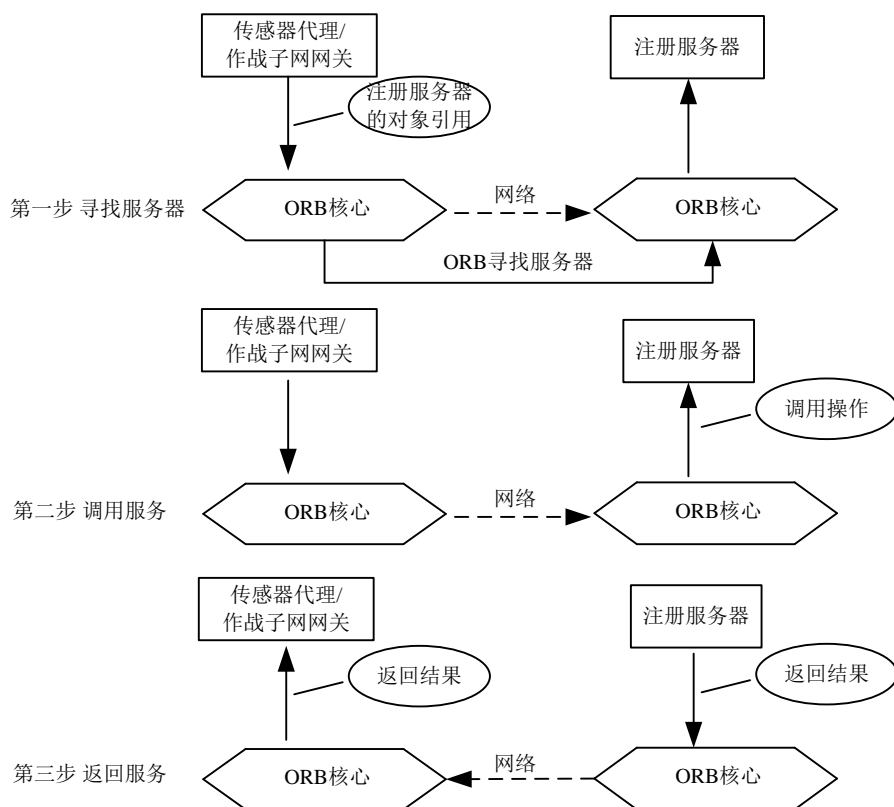 传感器代理/
作战子网网关
注册服务器
注册服务器
的对象引用
第一步 寻找服务器
ORB核心
网络
ORB核心
ORB寻找服务器
传感器代理/
作战子网网关
注册服务器
调用操作
第二步 调用服务
ORB核心
网络
ORB核心
传感器代理/
作战子网网关
注册服务器
返回结果
返回结果
第三步 返回服务
ORB核心
网络
ORB核心